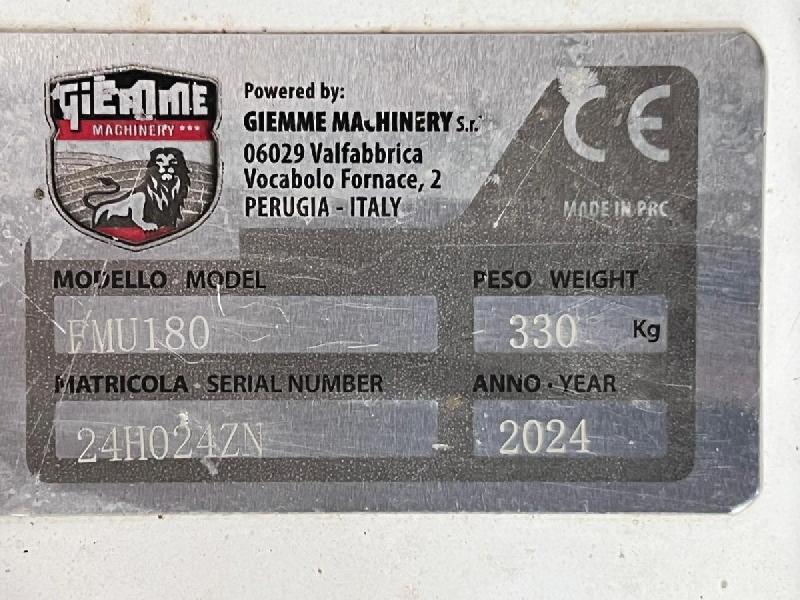 GiEMME
MACHINERY ***
Powered by:
GIEMME MACHINERY S.r.l.
06029 Valfabbrica
Vocabolo Fornace, 2
PERUGIA - ITALY
CE
MADE IN PRC
MODELLO MODEL
FMU180
PESO WEIGHT
330 Kg
MATRICOLA SERIAL NUMBER
24H024ZN
ANNO · YEAR
2024